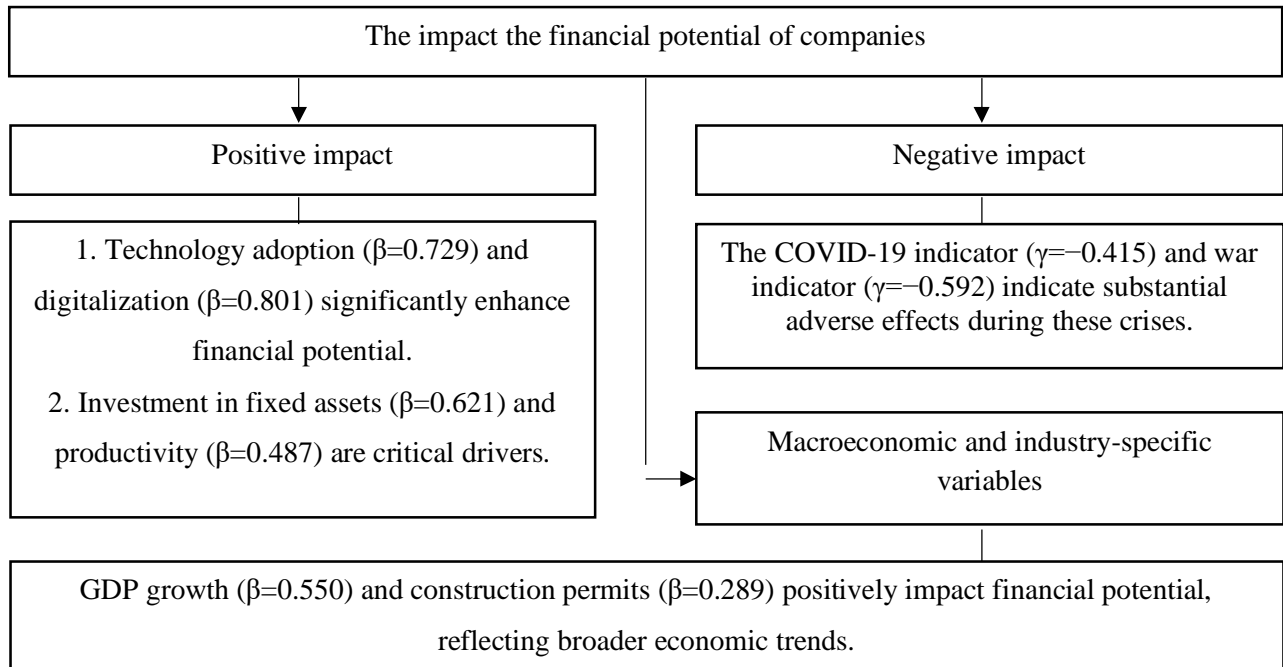 The impact the financial potential of companies
Positive impact
Negative impact
1. Technology adoption (β=0.729) and
digitalization (β=0.801) significantly enhance
financial potential.
2. Investment in fixed assets (β=0.621) and
productivity (β=0.487) are critical drivers.
The COVID-19 indicator (γ=−0.415) and war
indicator (γ=−0.592) indicate substantial
adverse effects during these crises.
Macroeconomic and industry-specific
variables
GDP growth (β=0.550) and construction permits (β=0.289) positively impact financial potential,
reflecting broader economic trends.